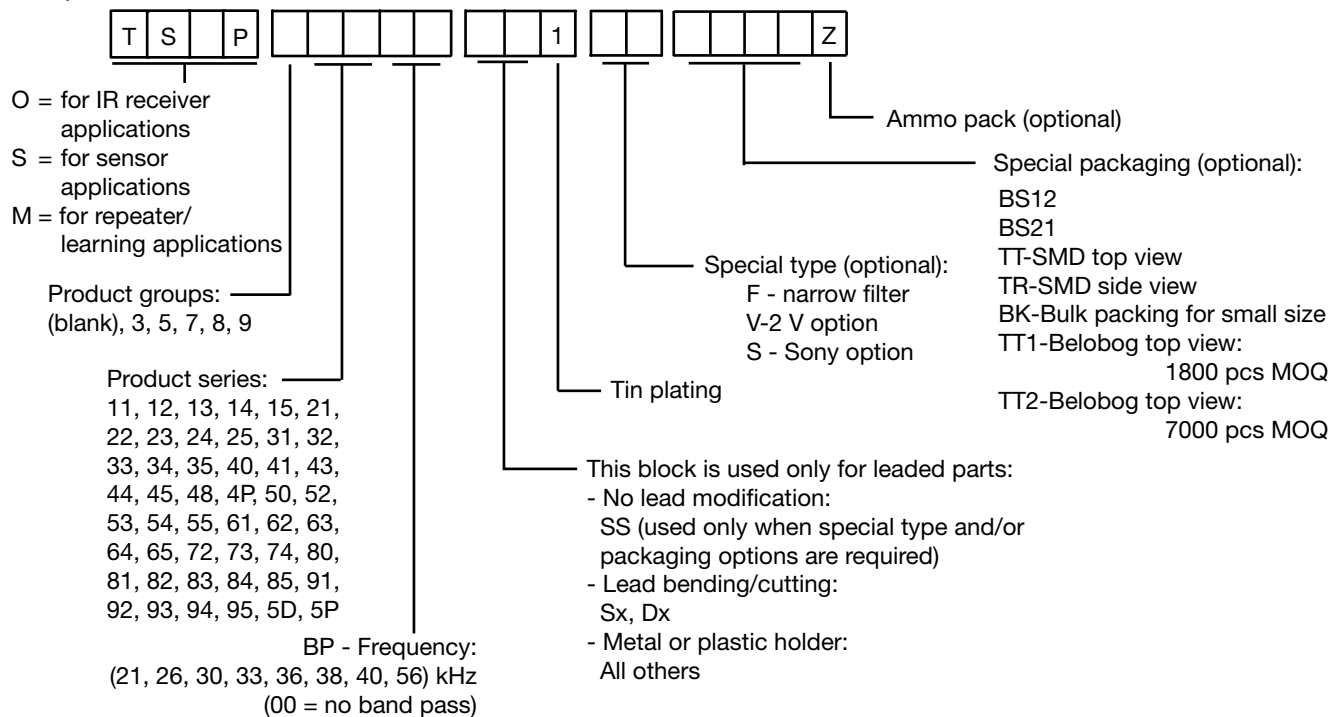 T S P 1 Z
O = for IR receiver
applications
S = for sensor
applications
M = for repeater/
learning applications
Product groups:
(blank), 3, 5, 7, 8, 9
Product series:
11, 12, 13, 14, 15, 21,
22, 23, 24, 25, 31, 32,
33, 34, 35, 40, 41, 43,
44, 45, 48, 4P, 50, 52,
53, 54, 55, 61, 62, 63,
64, 65, 72, 73, 74, 80,
81, 82, 83, 84, 85, 91,
92, 93, 94, 95, 5D, 5P
BP - Frequency:
(21, 26, 30, 33, 36, 38, 40, 56) kHz
(00 = no band pass)
This block is used only for leaded parts:
- No lead modification:
SS (used only when special type and/or
packaging options are required)
- Lead bending/cutting:
Sx, Dx
- Metal or plastic holder:
All others
Tin plating
Special type (optional):
F - narrow filter
V-2 V option
S - Sony option
Special packaging (optional):
BS12
BS21
TT-SMD top view
TR-SMD side view
BK-Bulk packing for small size
TT1-Belobog top view:
1800 pcs MOQ
TT2-Belobog top view:
7000 pcs MOQ
Ammo pack (optional)